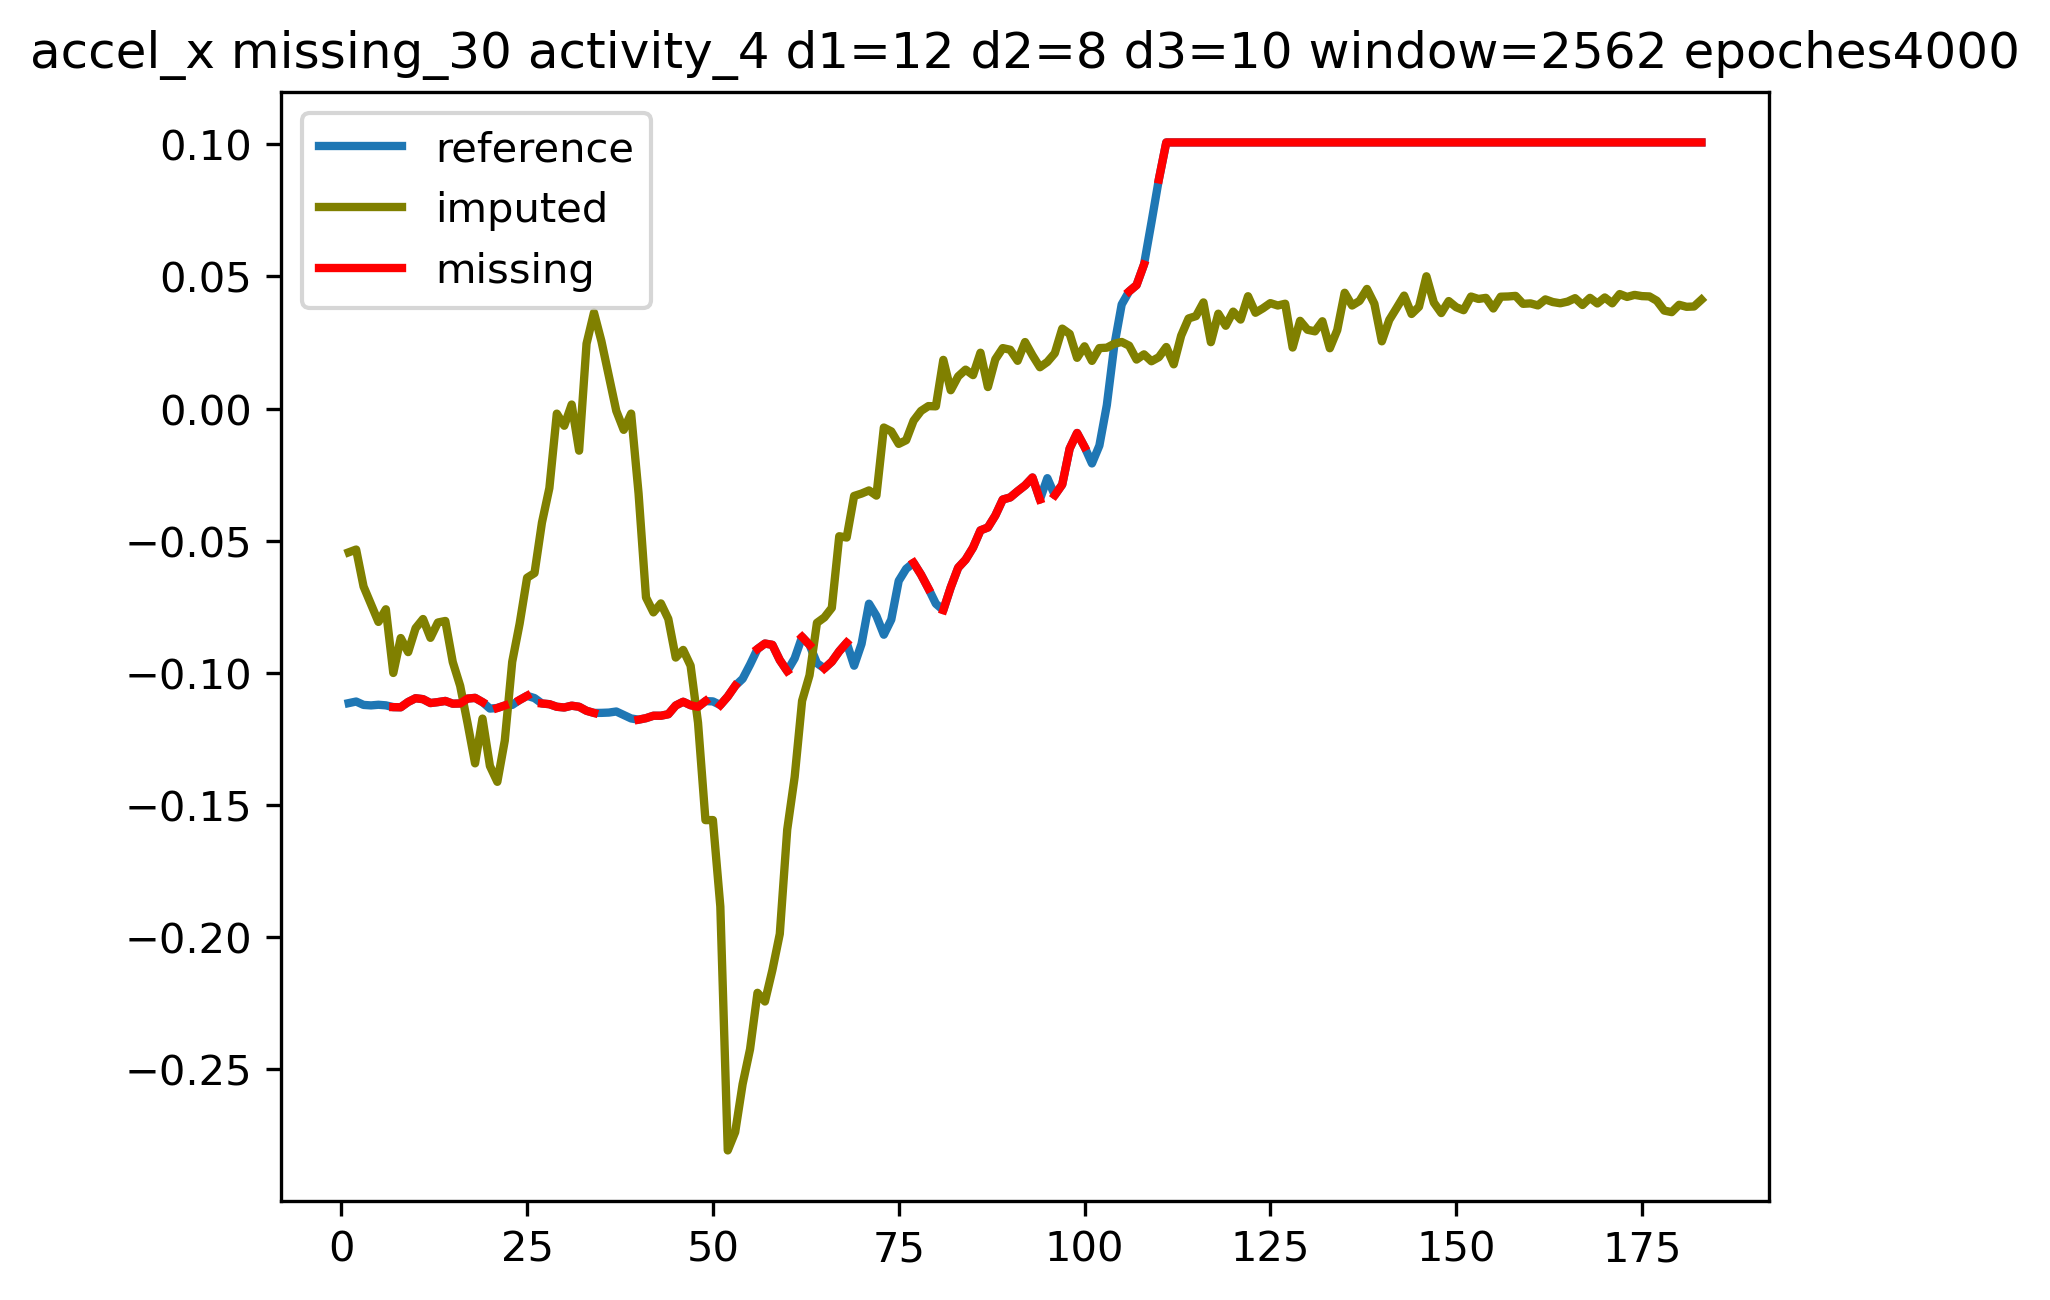 accel_x missing_30 activity_4 d1=12 d2=8 d3=10 window=2562 epoches4000
reference
imputed
missing
0.10
0.05
0.00
−0.05
−0.10
−0.15
−0.20
−0.25
0 25 50 75 100 125 150 175